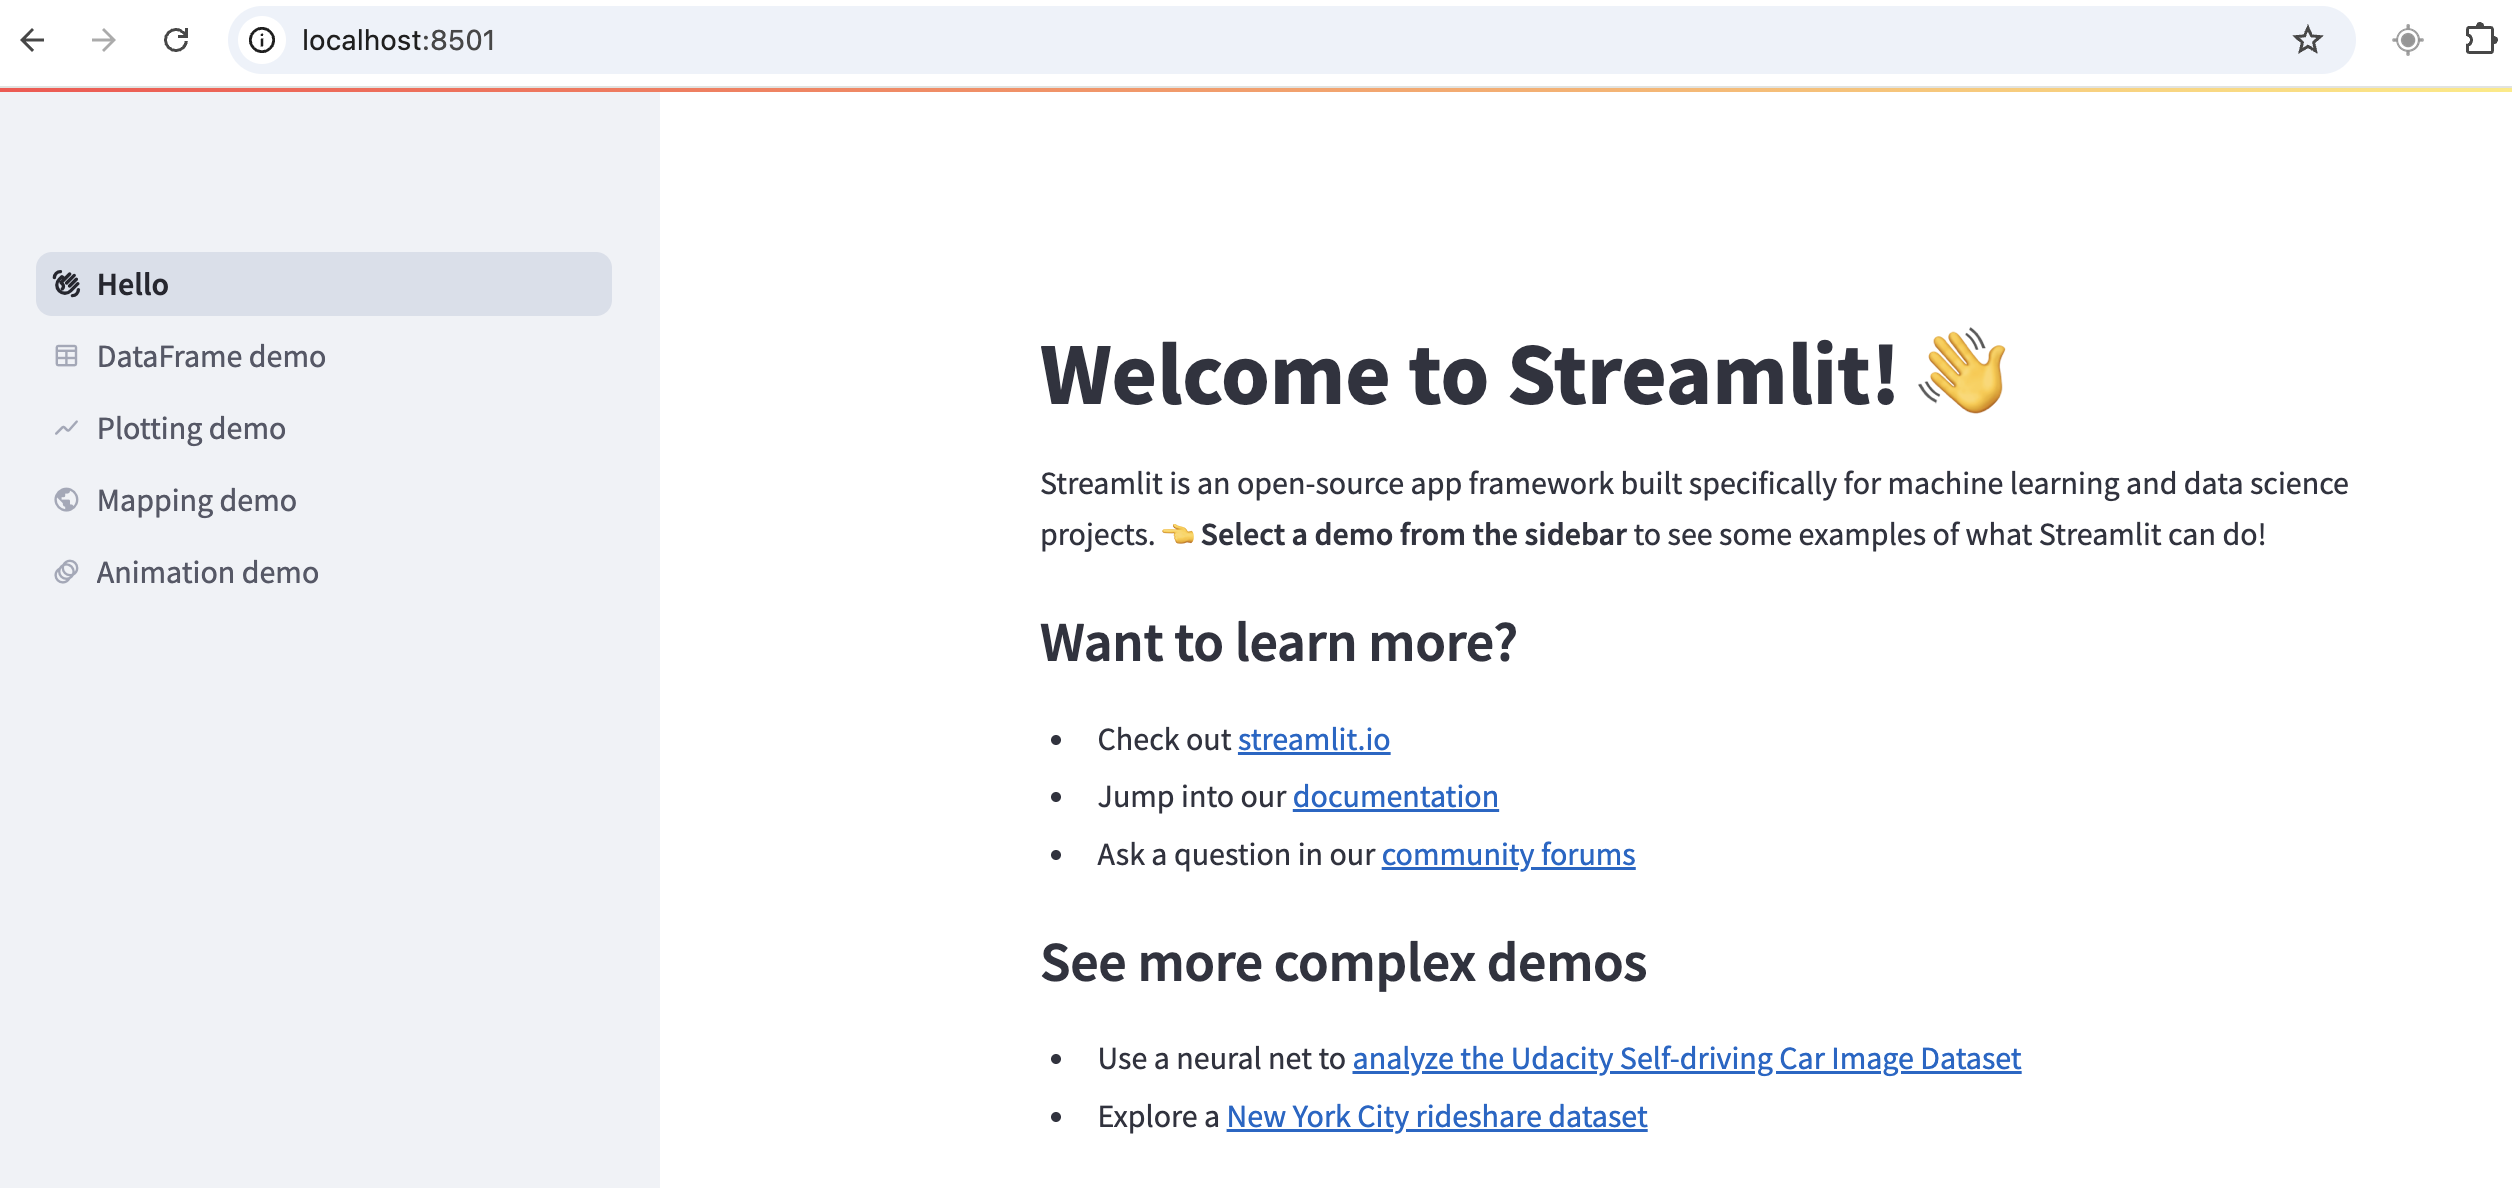 localhost:8501
Hello
DataFrame demo
Plotting demo
Mapping demo
Animation demo
Welcome to Streamlit! 👋
Streamlit is an open-source app framework built specifically for machine learning and data science
projects. 👈 Select a demo from the sidebar to see some examples of what Streamlit can do!
Want to learn more?
• Check out streamlit.io
• Jump into our documentation
• Ask a question in our community forums
See more complex demos
• Use a neural net to analyze the Udacity Self-driving Car Image Dataset
• Explore a New York City rideshare dataset